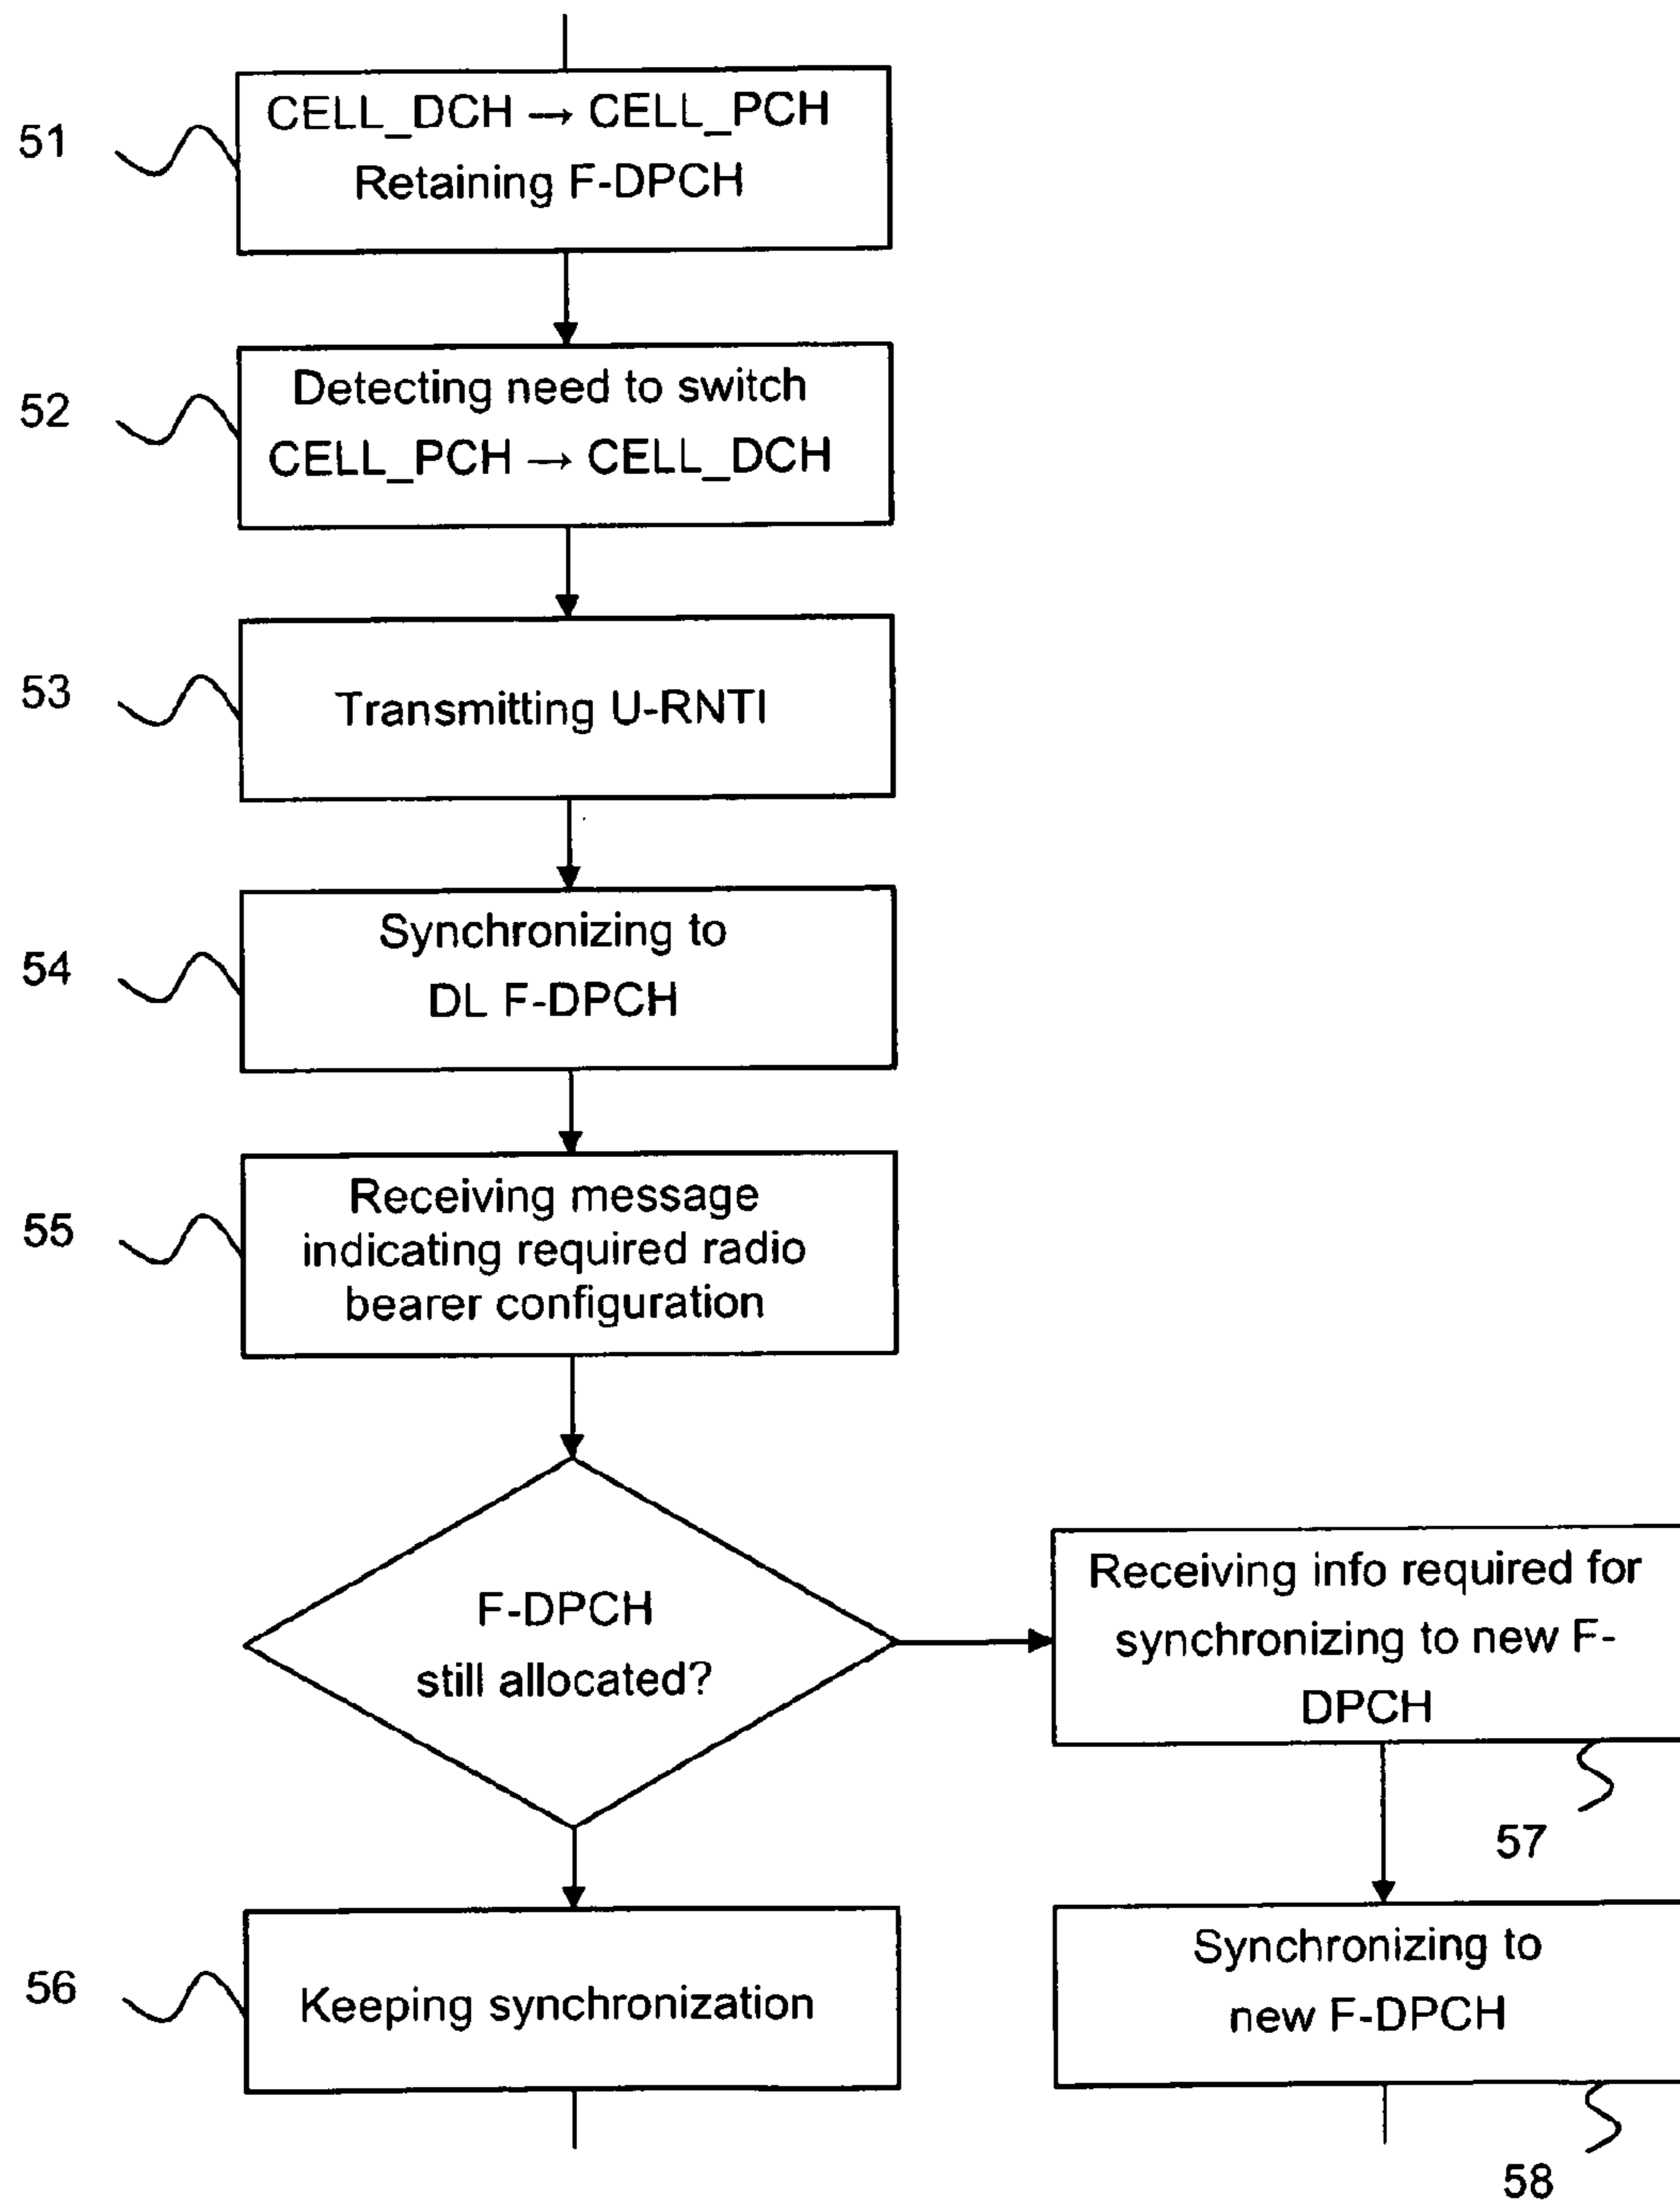 51
CELL_DCH → CELL_PCH
Retaining F-DPCH
52
Detecting need to switch
CELL_PCH → CELL_DCH
53
Transmitting U-RNTI
54
Synchronizing to
DL F-DPCH
55
Receiving message
indicating required radio
bearer configuration
F-DPCH
still allocated?
Receiving info required for
synchronizing to new F-
DPCH
57
56
Keeping synchronization
Synchronizing to
new F-DPCH
58